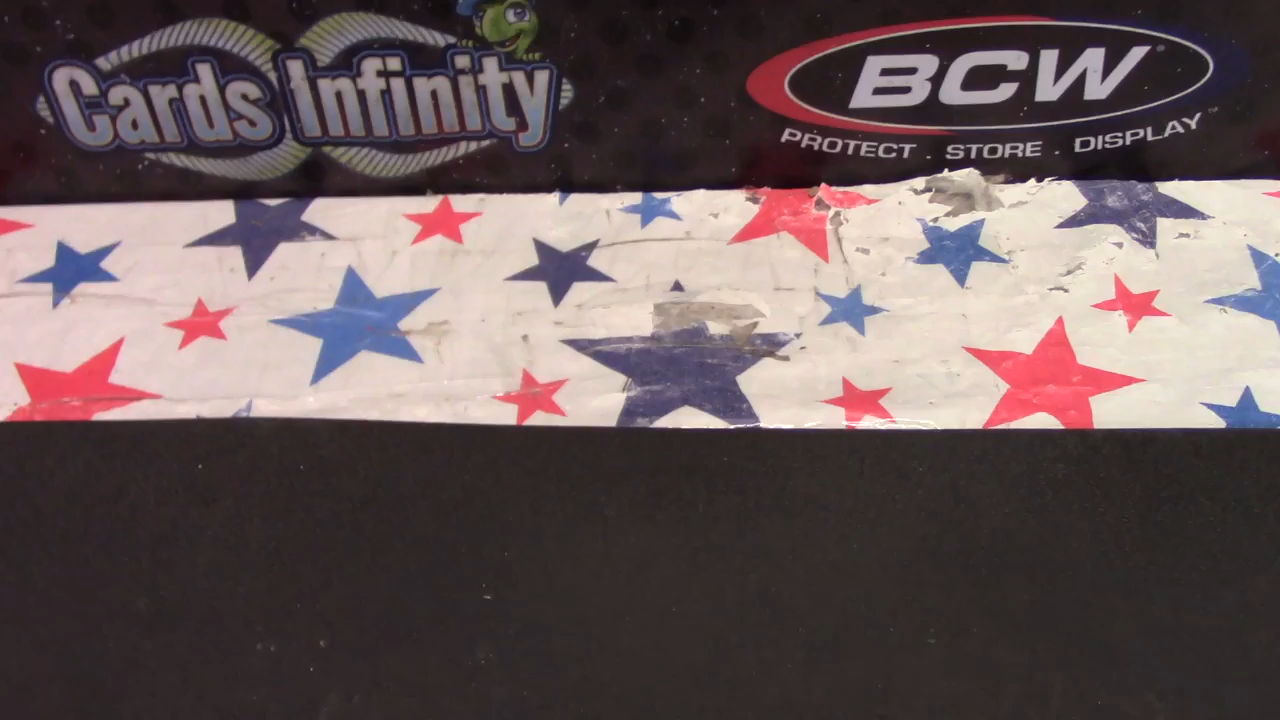 Cards Infinity
BCW
PROTECT . STORE . DISPLAY